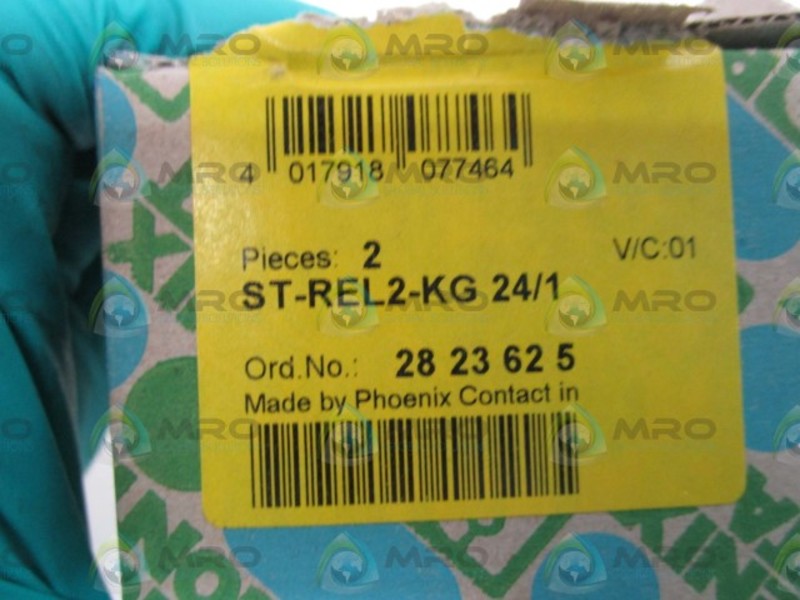 4 017918 077464
Pieces: 2 V/C:01
ST-REL2-KG 24/1
Ord.No.: 28 23 62 5
Made by Phoenix Contact in
MRO